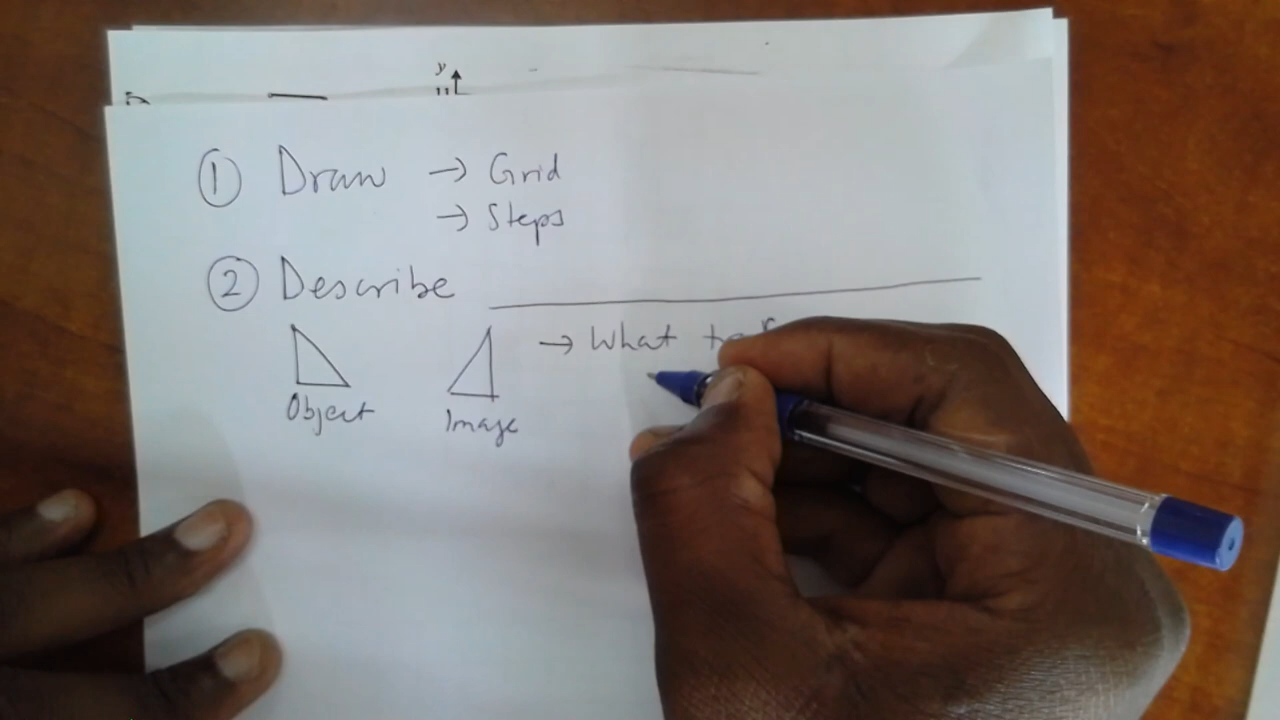 y
① Draw → Grid
→ Steps
② Describe
→ What
Object
Image